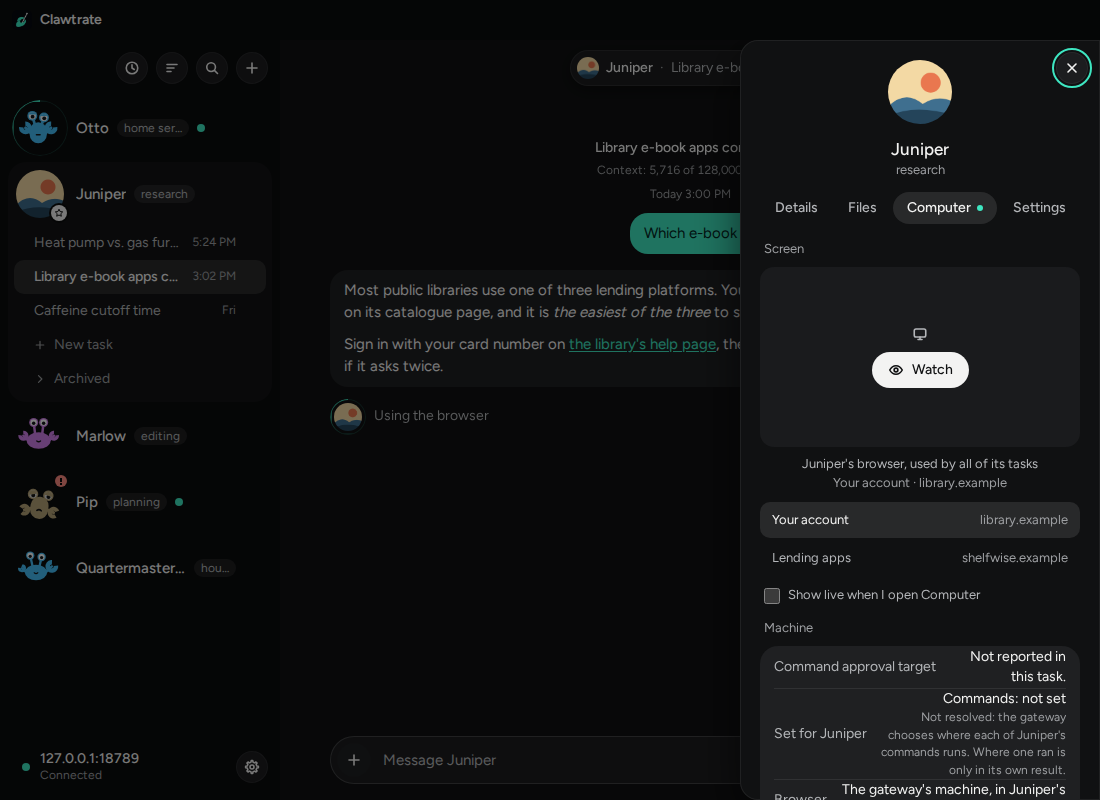 Clawtrate
Otto home ser...
Juniper research
Heat pump vs. gas fur... 5:24 PM
Library e-book apps c... 3:02 PM
Caffeine cutoff time Fri
New task
Archived
Marlow editing
Pip planning
Quartermaster... hou...
127.0.0.1:18789
Connected
Juniper · Library e-bo
Library e-book apps con
Context: 5,716 of 128,000
Today 3:00 PM
Which e-book
Most public libraries use one of three lending platforms. You
on its catalogue page, and it is the easiest of the three to s
Sign in with your card number on the library's help page, the
if it asks twice.
Using the browser
Message Juniper
Juniper
research
Details Files Computer Settings
Screen
Watch
Juniper's browser, used by all of its tasks
Your account · library.example
Your account library.example
Lending apps shelfwise.example
Show live when I open Computer
Machine
Command approval target Not reported in
this task.
Set for Juniper Commands: not set
Not resolved: the gateway
chooses where each of Juniper's
commands runs. Where one ran is
only in its own result.
Browser The gateway's machine, in Juniper's